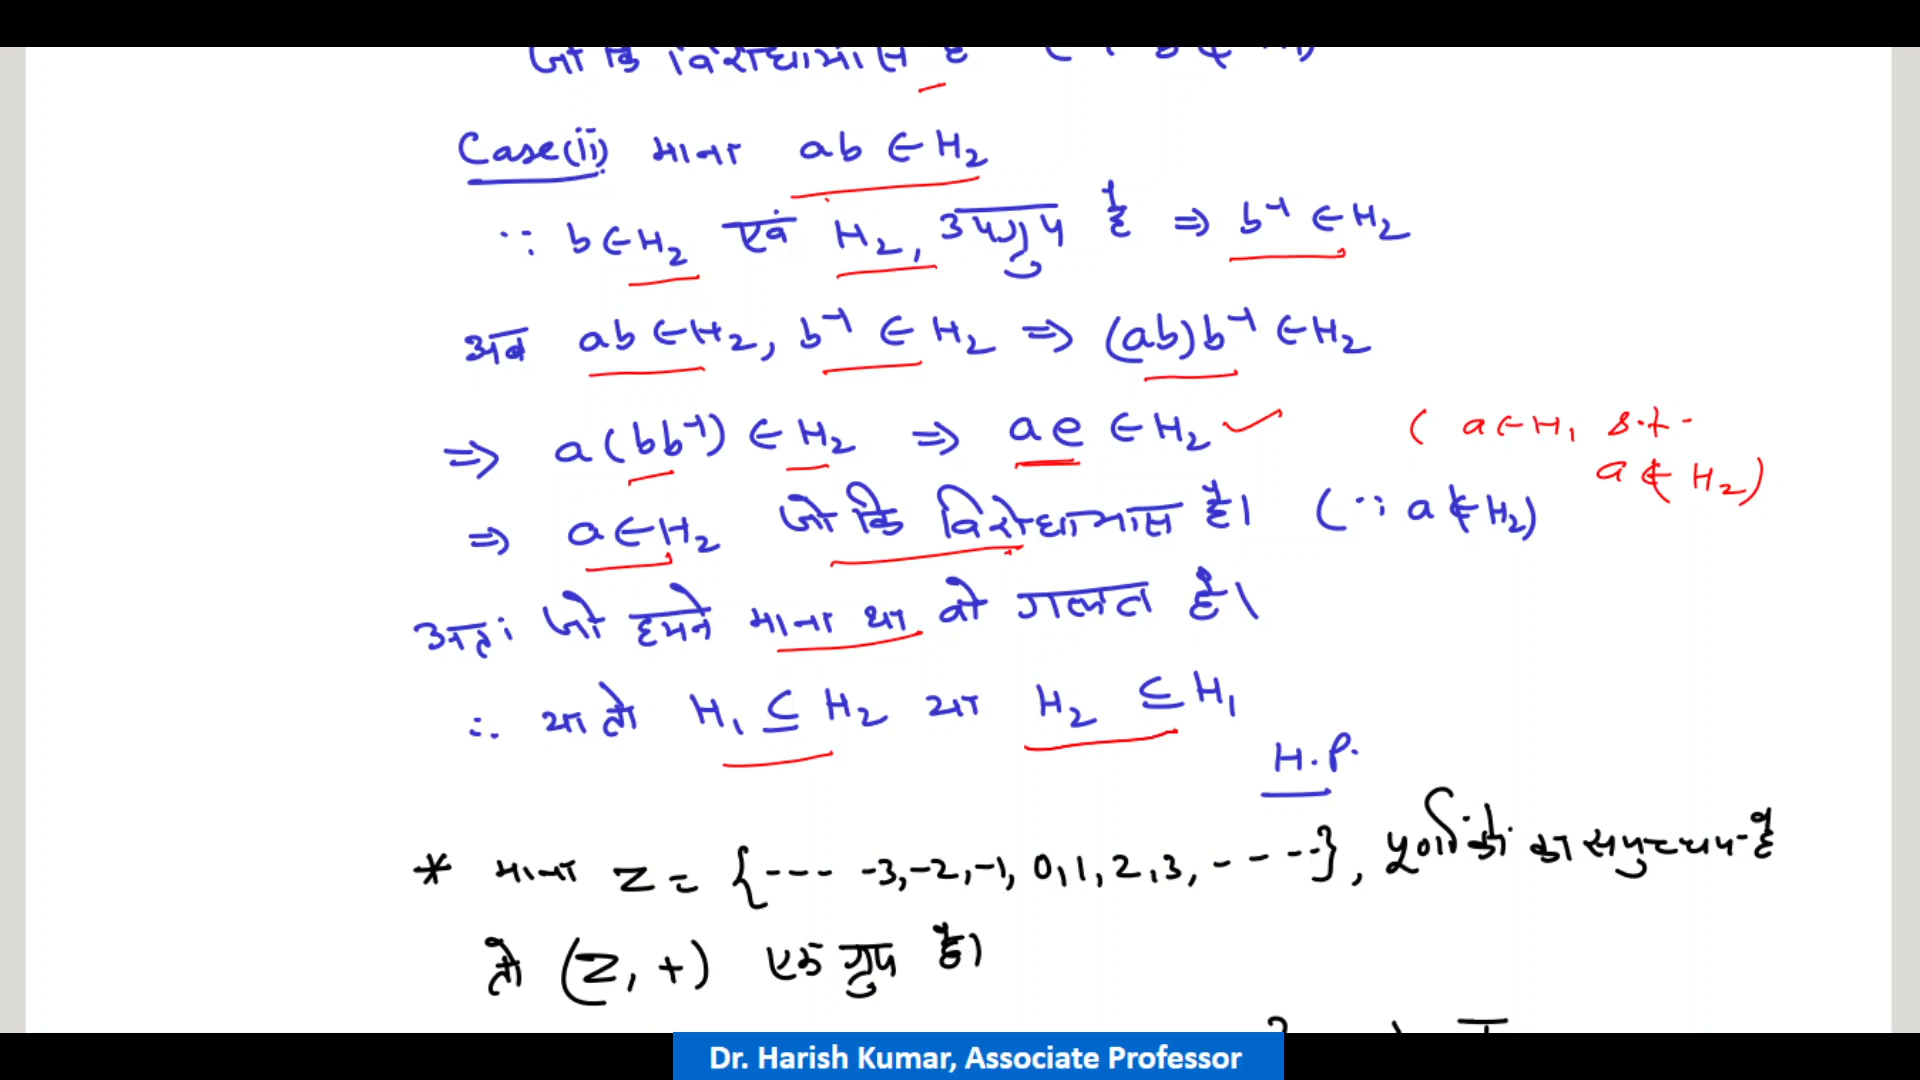 जो कि विरोधाभास है
Case(ii) माना ab ∈ H₂
∵ b ∈ H₂ एवं H₂, उपग्रुप है ⇒ b⁻¹ ∈ H₂
अब ab ∈ H₂, b⁻¹ ∈ H₂ ⇒ (ab)b⁻¹ ∈ H₂
⇒ a(bb⁻¹) ∈ H₂ ⇒ ae ∈ H₂ ✓ ( a ∈ H₁ s.t.
a ∉ H₂)
⇒ a ∈ H₂ जो कि विरोधाभास है। (∵ a ∉ H₂)
अतः जो हमने माना था वो गलत है।
∴ या तो H₁ ⊆ H₂ या H₂ ⊆ H₁
H.P.
* माना Z = {---- -3,-2,-1, 0,1,2,3, ----}, पूर्णांकों का समुच्चय है
तो (Z, +) एक ग्रुप है।
Dr. Harish Kumar, Associate Professor